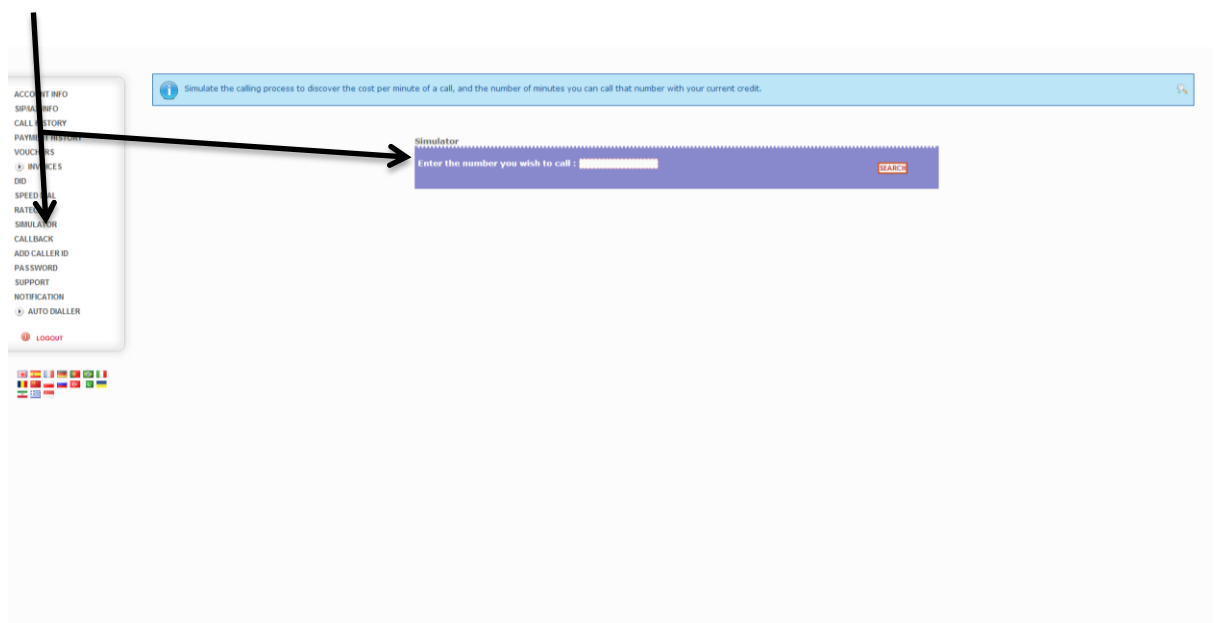 ACCOUNT INFO
SIP/IAX INFO
CALL HISTORY
PAYMENT HISTORY
VOUCHERS
INVOICES
DID
SPEED DIAL
SIMULATOR
CALLBACK
ADD CALLER ID
PASSWORD
SUPPORT
NOTIFICATION
AUTO DIALLER
LOGOUT
Simulate the calling process to discover the cost per minute of a call, and the number of minutes you can call that number with your current credit.
Simulator
Enter the number you wish to call :
SEARCH